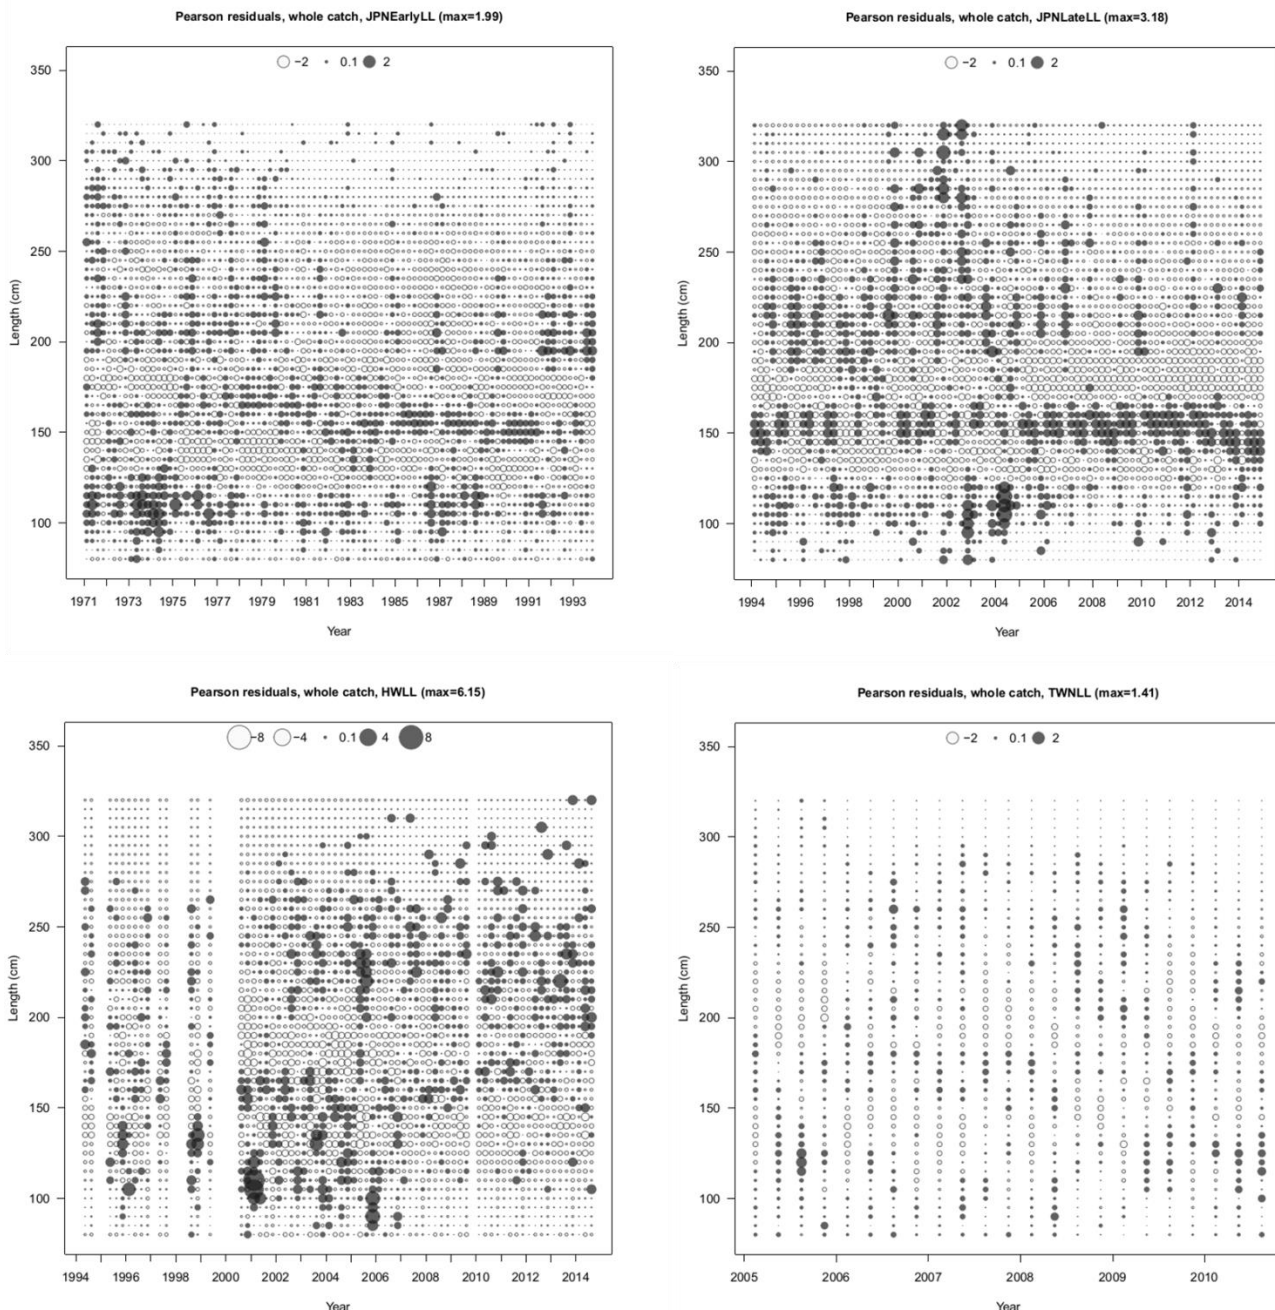 Pearson residuals, whole catch, JPNEarlyLL (max=1.99)
−2 0.1 2
350
300
250
200
150
100
Length (cm)
1971 1973 1975 1977 1979 1981 1983 1985 1987 1989 1991 1993
Year
Pearson residuals, whole catch, JPNLateLL (max=3.18)
−2 0.1 2
350
300
250
200
150
100
Length (cm)
1994 1996 1998 2000 2002 2004 2006 2008 2010 2012 2014
Year
Pearson residuals, whole catch, HWLL (max=6.15)
−8 −4 0.1 4 8
350
300
250
200
150
100
Length (cm)
1994 1996 1998 2000 2002 2004 2006 2008 2010 2012 2014
Year
Pearson residuals, whole catch, TWNLL (max=1.41)
−2 0.1 2
350
300
250
200
150
100
Length (cm)
2005 2006 2007 2008 2009 2010
Year